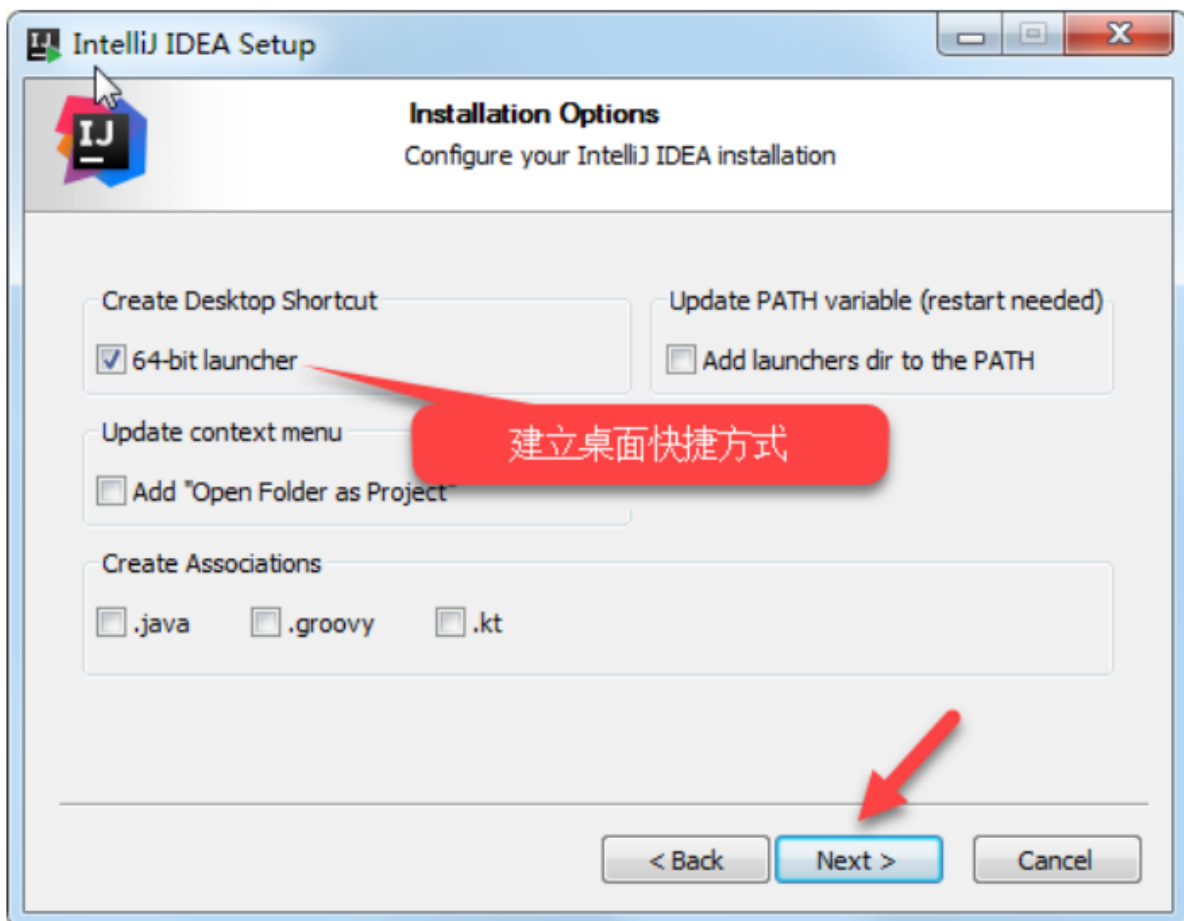 IntelliJ IDEA Setup
IJ
Installation Options
Configure your IntelliJ IDEA installation
Create Desktop Shortcut
64-bit launcher
Update PATH variable (restart needed)
Add launchers dir to the PATH
建立桌面快捷方式
Update context menu
Add "Open Folder as Project"
Create Associations
.java .groovy .kt
< Back Next > Cancel